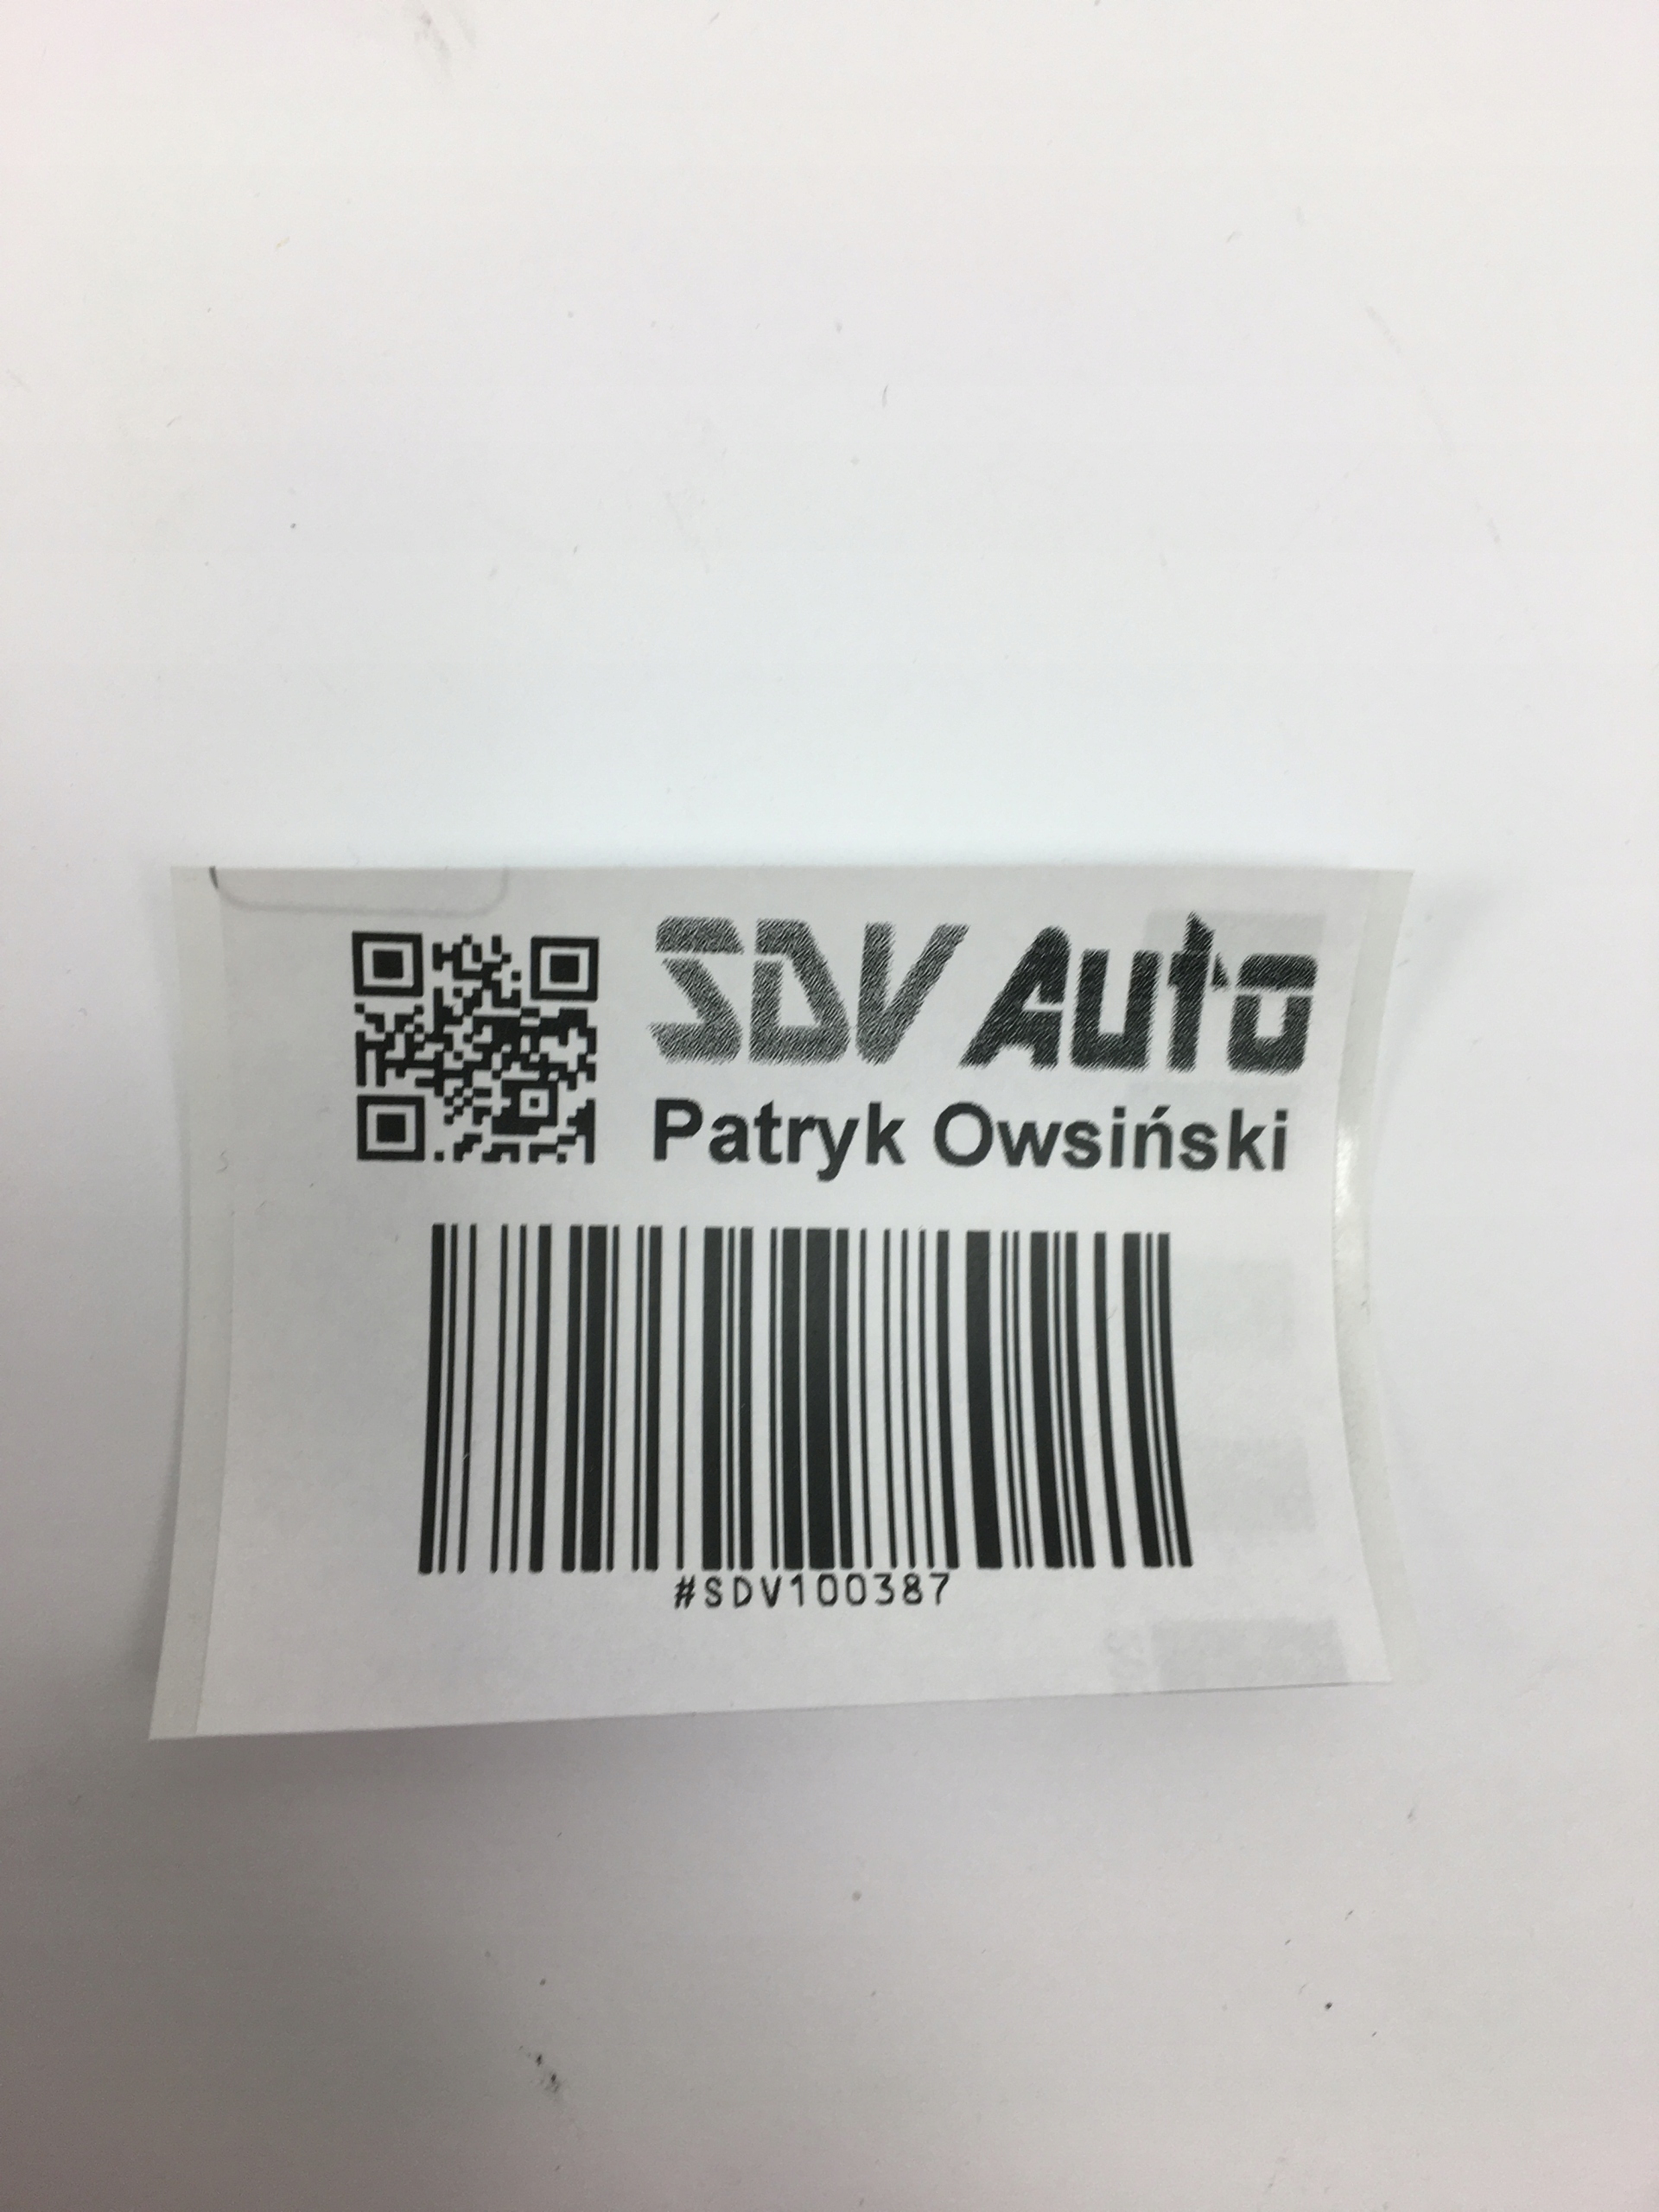 SDV Auto
Patryk Owsiński
#SDV100387